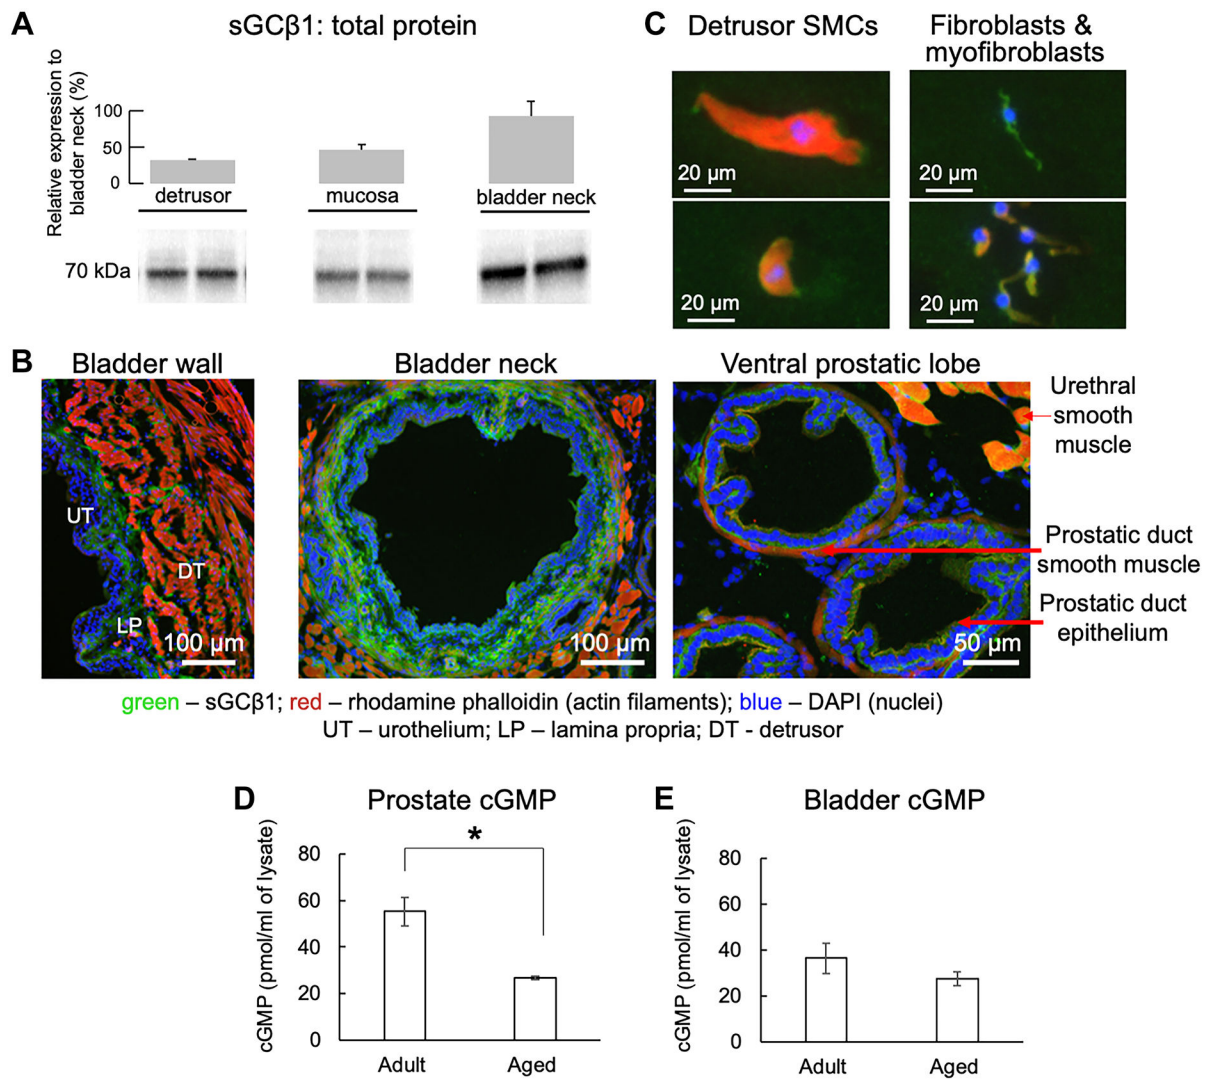 A
sGCβ1: total protein
Relative expression to
bladder neck (%)
100
50
0
detrusor
mucosa
bladder neck
70 kDa
C
Detrusor SMCs
Fibroblasts &
myofibroblasts
20 µm
20 µm
20 µm
20 µm
B
Bladder wall
Bladder neck
Ventral prostatic lobe
UT
DT
LP
100 µm
100 µm
50 µm
Urethral
smooth
muscle
Prostatic duct
smooth muscle
Prostatic duct
epithelium
green – sGCβ1; red – rhodamine phalloidin (actin filaments); blue – DAPI (nuclei)
UT – urothelium; LP – lamina propria; DT - detrusor
D
Prostate cGMP
cGMP (pmol/ml of lysate)
80
60
40
20
0
*
Adult
Aged
E
Bladder cGMP
cGMP (pmol/ml of lysate)
80
60
40
20
0
Adult
Aged